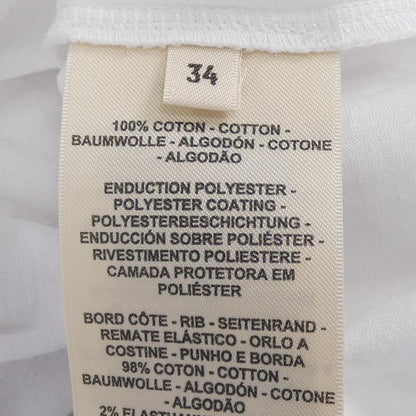 34
100% COTON - COTTON -
BAUMWOLLE - ALGODÓN - COTONE
- ALGODÃO
ENDUCTION POLYESTER -
POLYESTER COATING -
POLYESTERBESCHICHTUNG -
ENDUCCIÓN SOBRE POLIÉSTER -
RIVESTIMENTO POLIESTERE -
CAMADA PROTETORA EM
POLIÉSTER
BORD CÔTE - RIB - SEITENRAND -
REMATE ELÁSTICO - ORLO A
COSTINE - PUNHO E BORDA
98% COTON - COTTON -
BAUMWOLLE - ALGODÓN - COTONE
- ALGODÃO